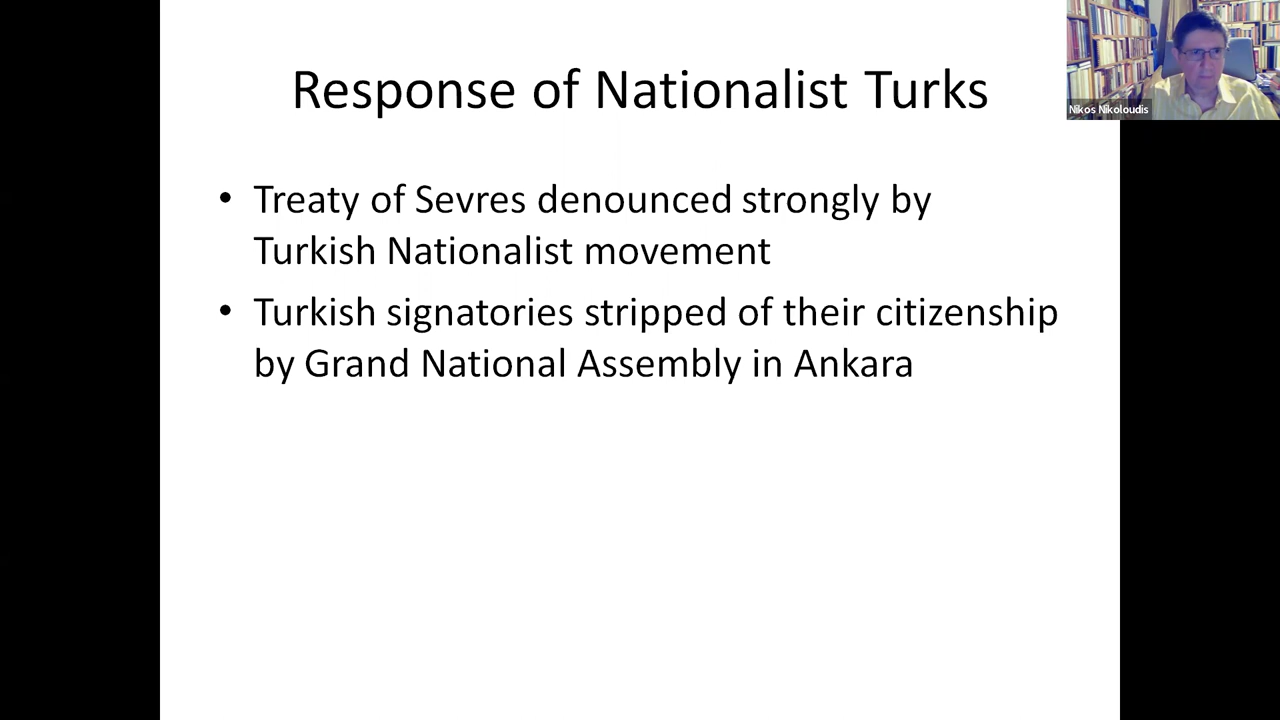 Response of Nationalist Turks
Nikos Nikoloudis
• Treaty of Sevres denounced strongly by
Turkish Nationalist movement
• Turkish signatories stripped of their citizenship
by Grand National Assembly in Ankara